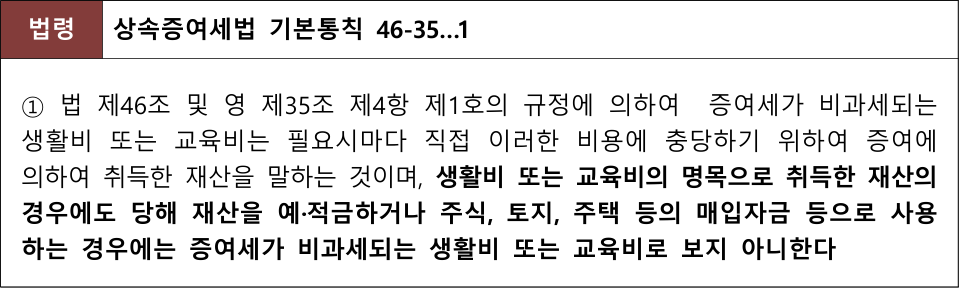 법령 상속증여세법 기본통칙 46-35…1
① 법 제46조 및 영 제35조 제4항 제1호의 규정에 의하여 증여세가 비과세되는
생활비 또는 교육비는 필요시마다 직접 이러한 비용에 충당하기 위하여 증여에
의하여 취득한 재산을 말하는 것이며, 생활비 또는 교육비의 명목으로 취득한 재산의
경우에도 당해 재산을 예·적금하거나 주식, 토지, 주택 등의 매입자금 등으로 사용
하는 경우에는 증여세가 비과세되는 생활비 또는 교육비로 보지 아니한다